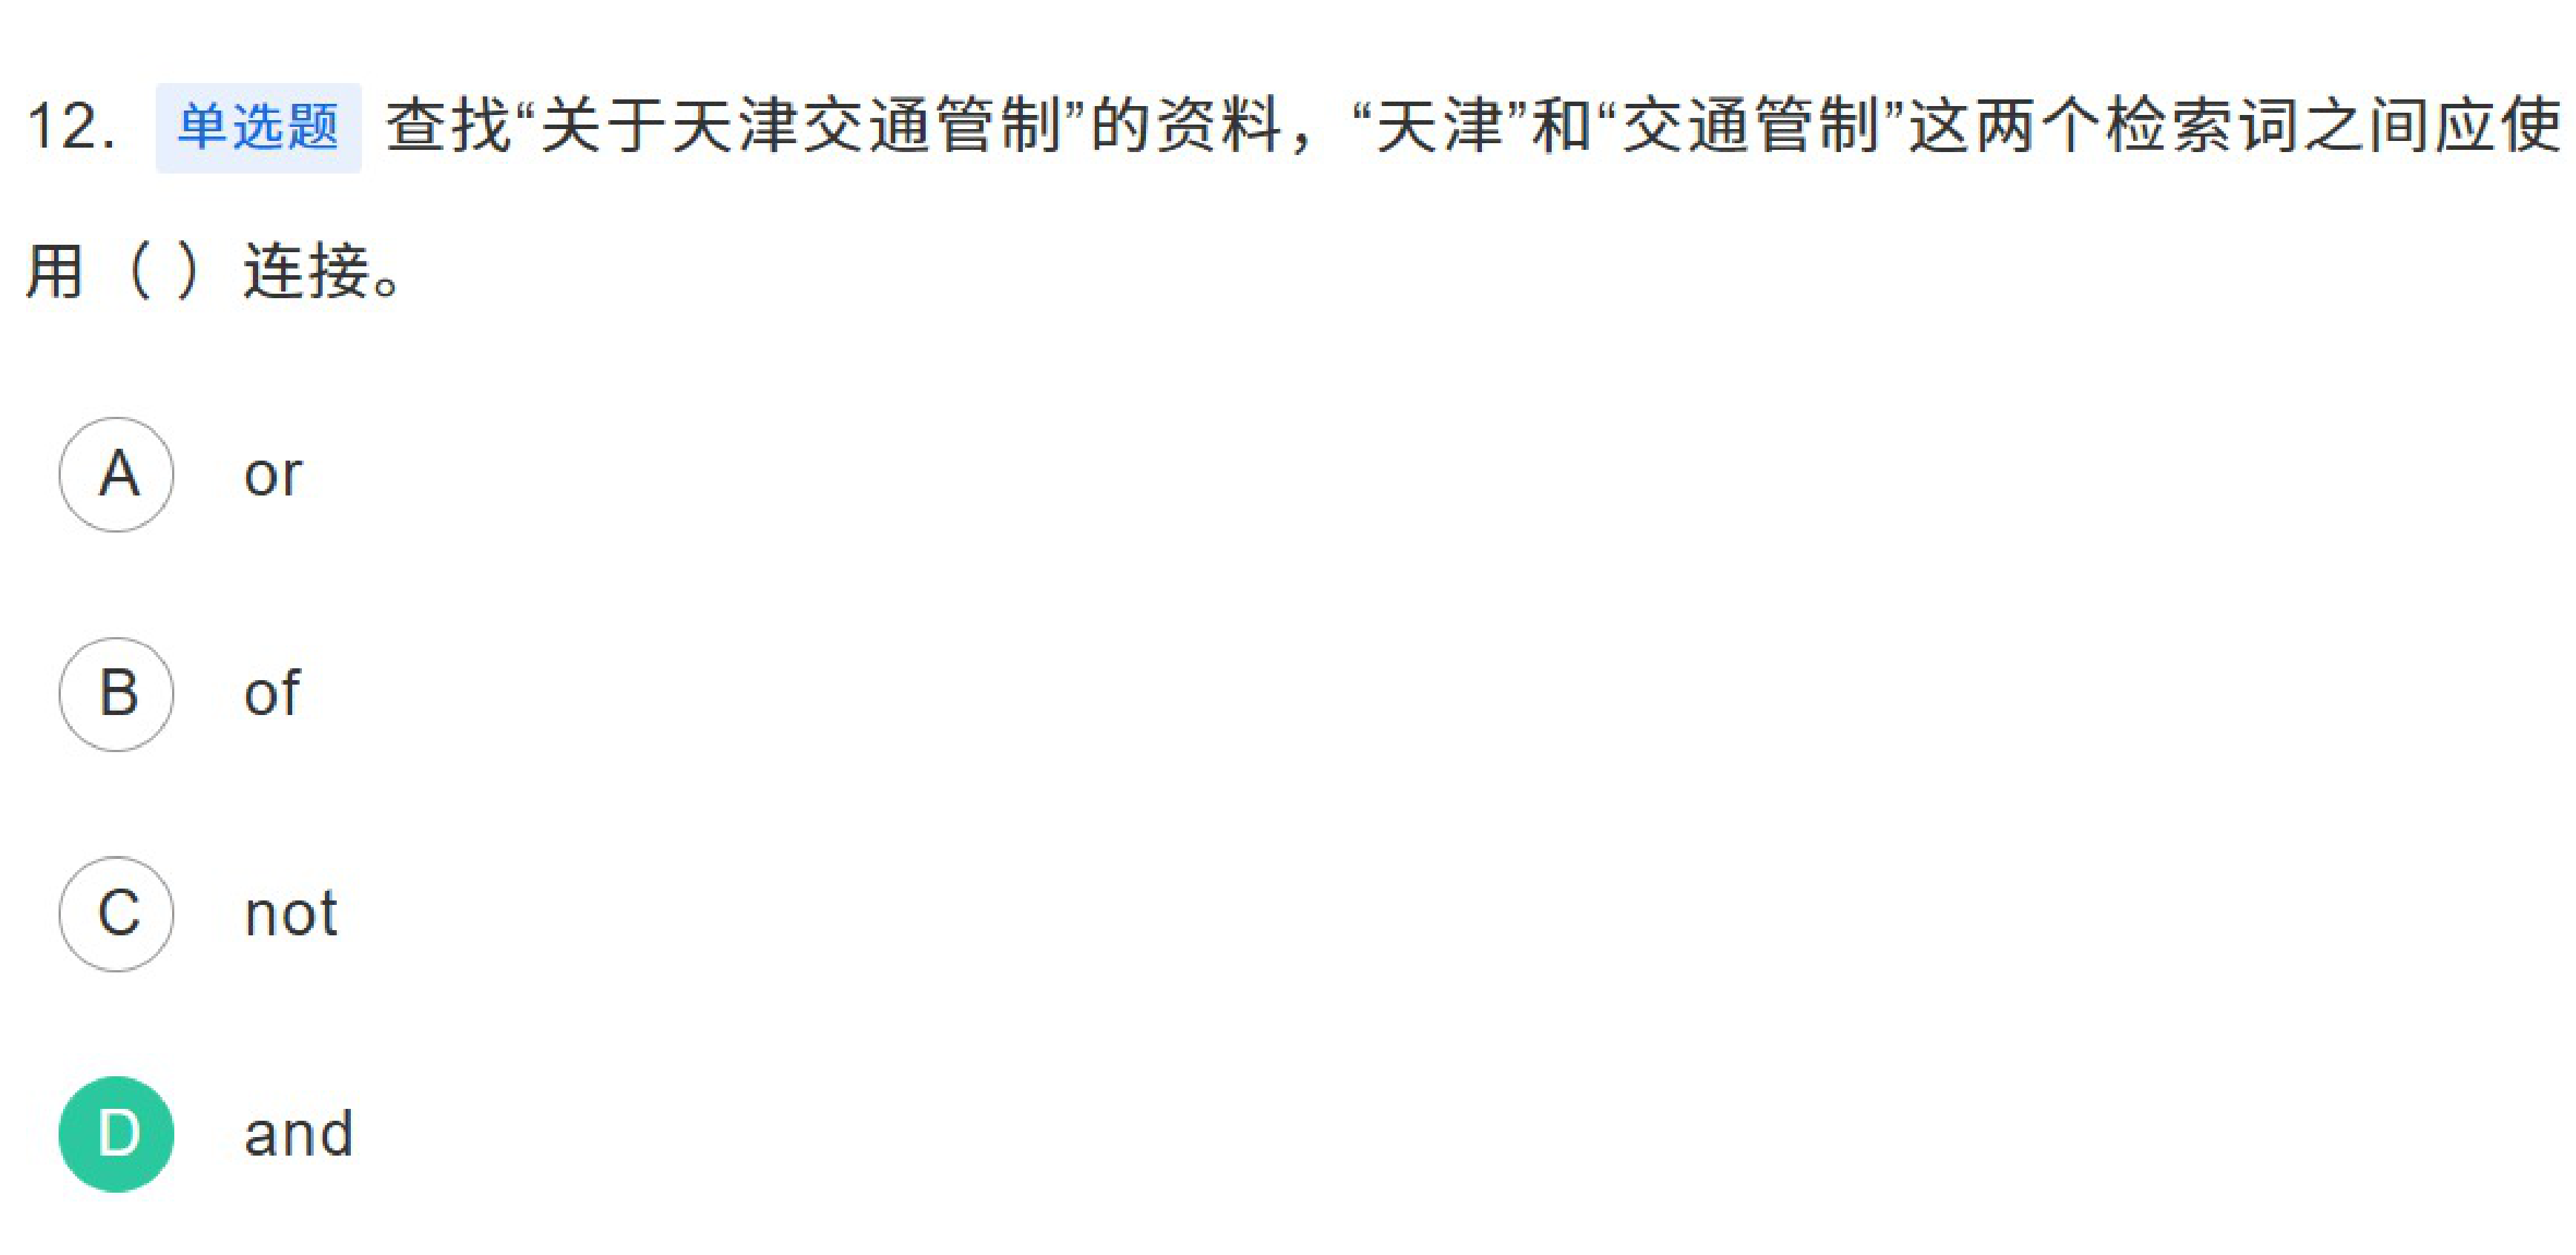 12. 单选题 查找“关于天津交通管制”的资料，“天津”和“交通管制”这两个检索词之间应使
用（ ）连接。
A or
B of
C not
D and